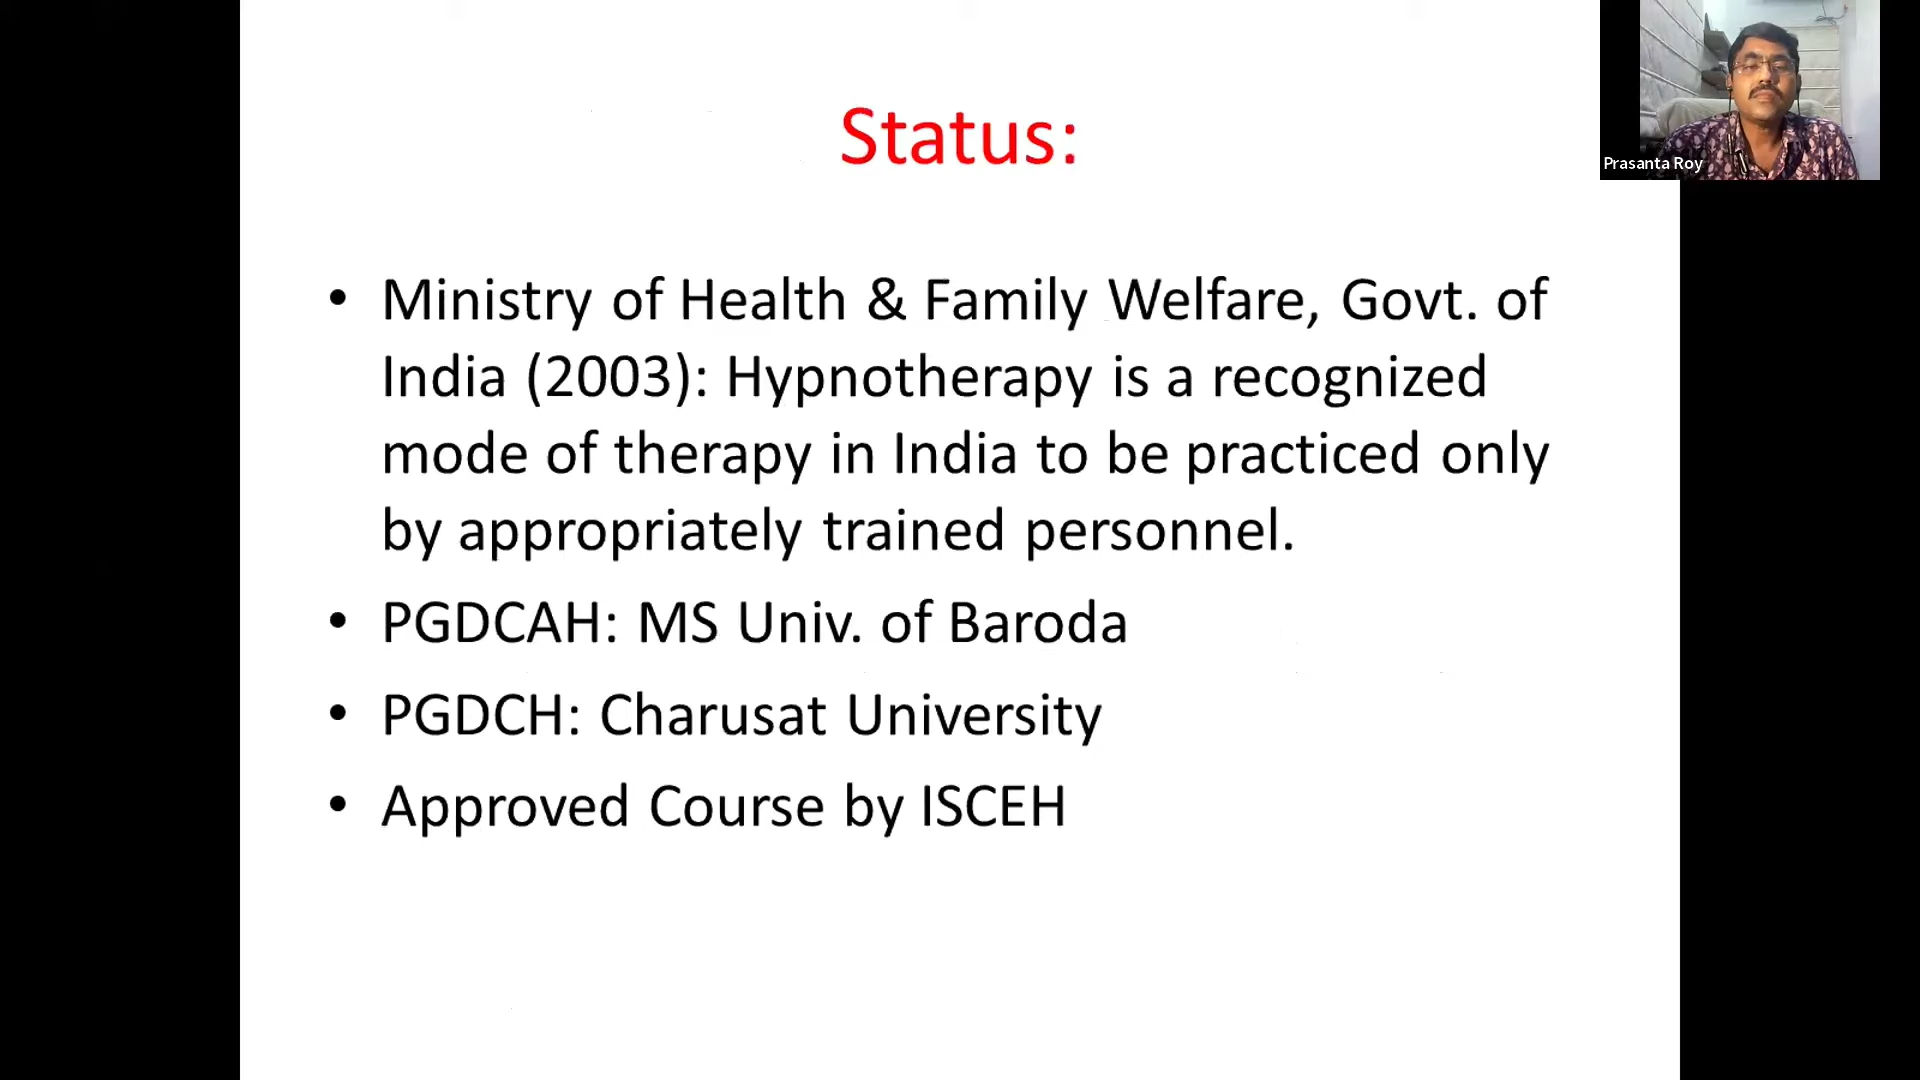 Status:
• Ministry of Health & Family Welfare, Govt. of
India (2003): Hypnotherapy is a recognized
mode of therapy in India to be practiced only
by appropriately trained personnel.
• PGDCAH: MS Univ. of Baroda
• PGDCH: Charusat University
• Approved Course by ISCEH
Prasanta Roy